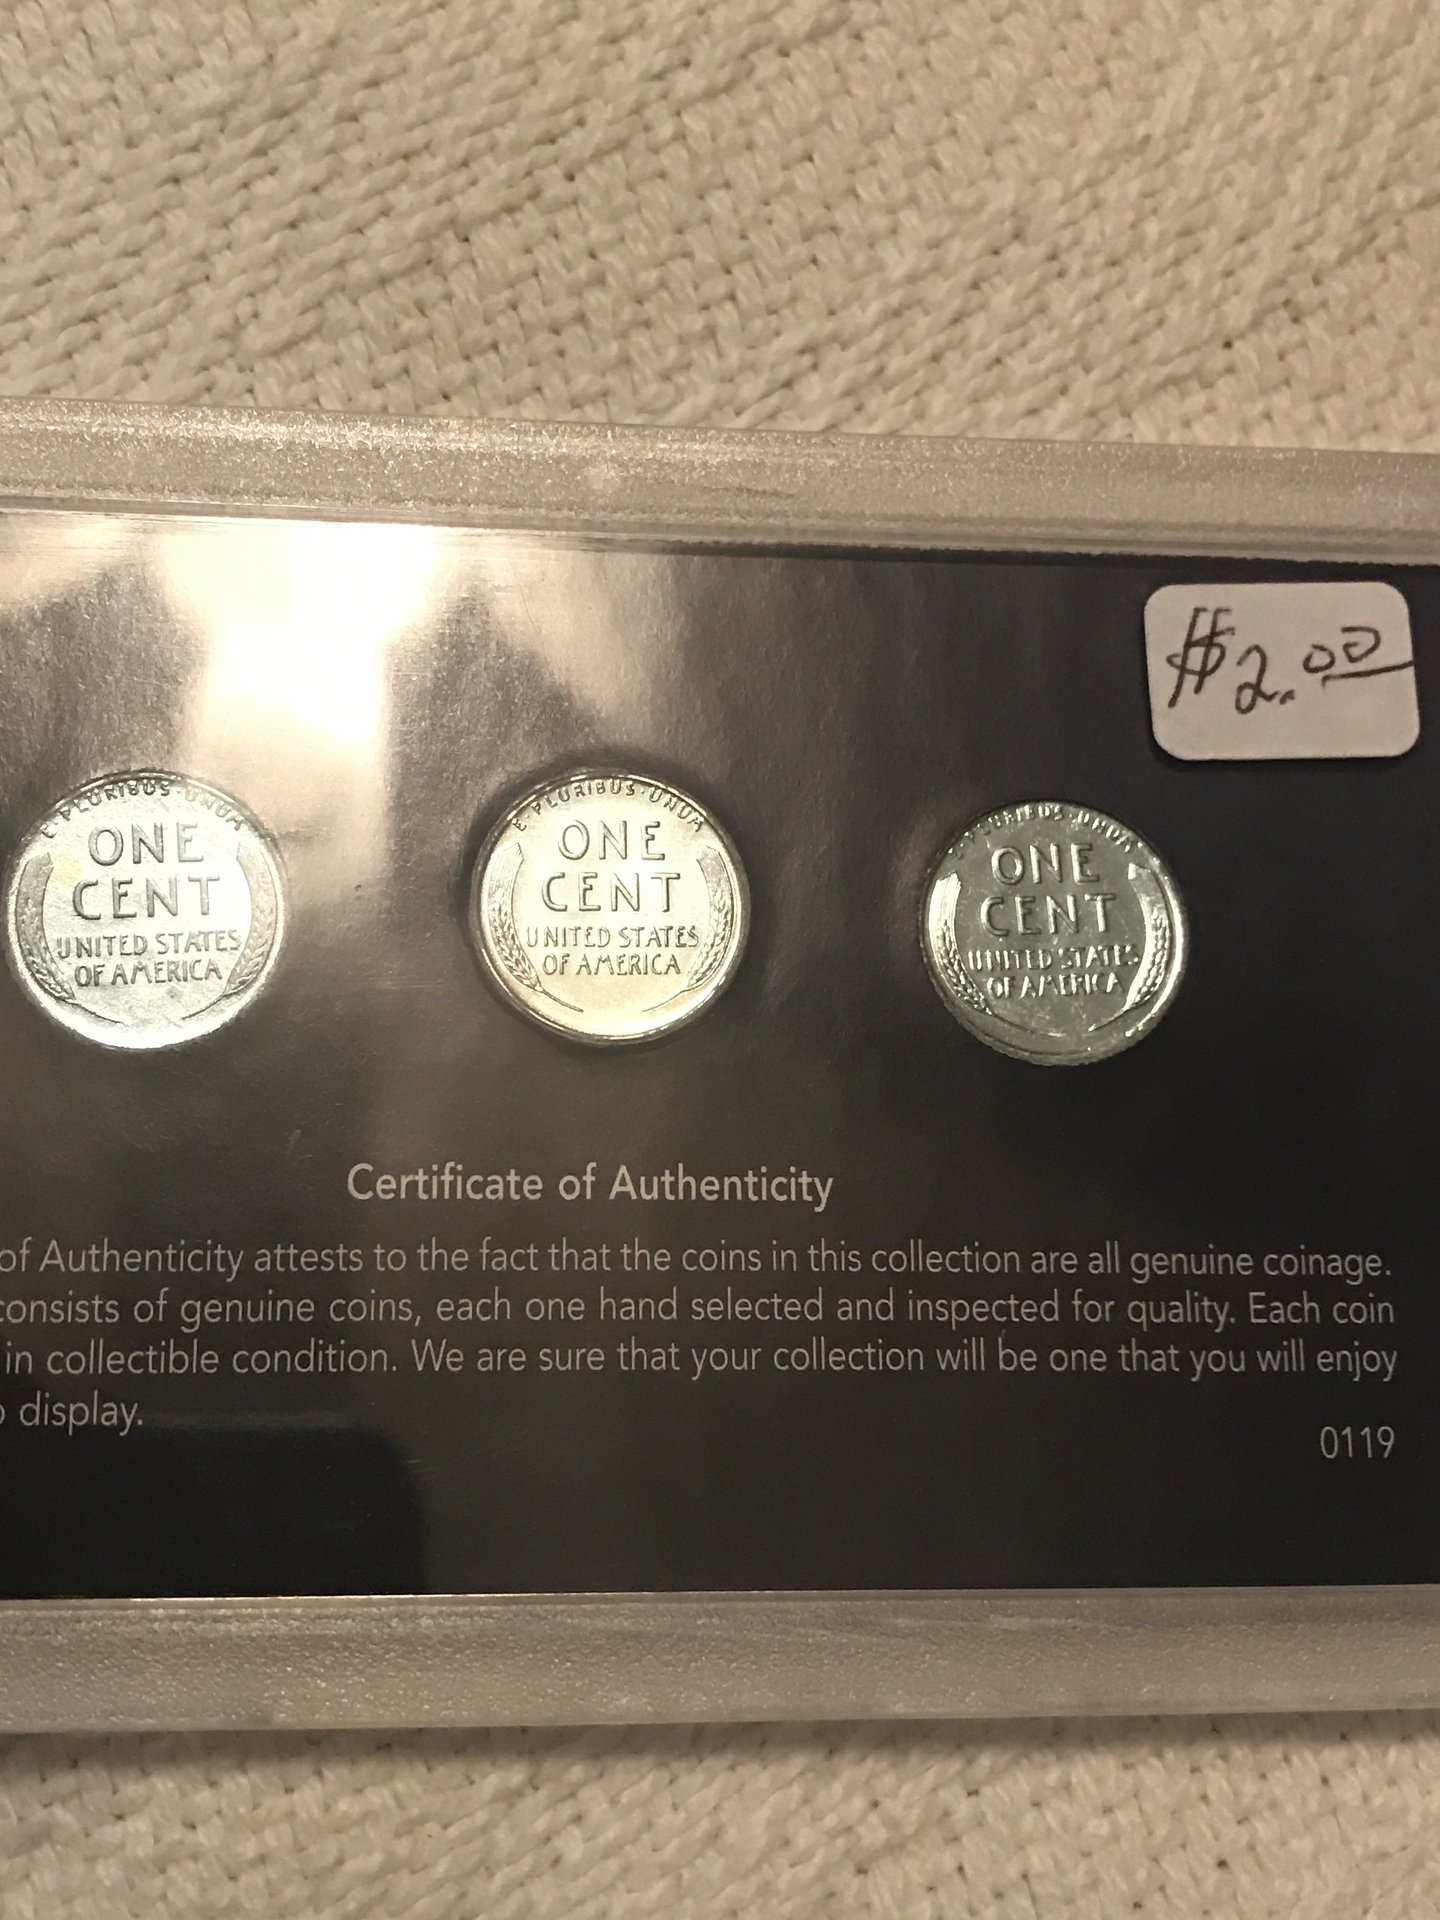 $2.00
E·PLURIBUS·UNUM
ONE
CENT
UNITED STATES
OF AMERICA
E·PLURIBUS·UNUM
ONE
CENT
UNITED STATES
OF AMERICA
E·PLURIBUS·UNUM
ONE
CENT
UNITED STATES
OF AMERICA
Certificate of Authenticity
of Authenticity attests to the fact that the coins in this collection are all genuine coinage.
consists of genuine coins, each one hand selected and inspected for quality. Each coin
in collectible condition. We are sure that your collection will be one that you will enjoy
display.
0119